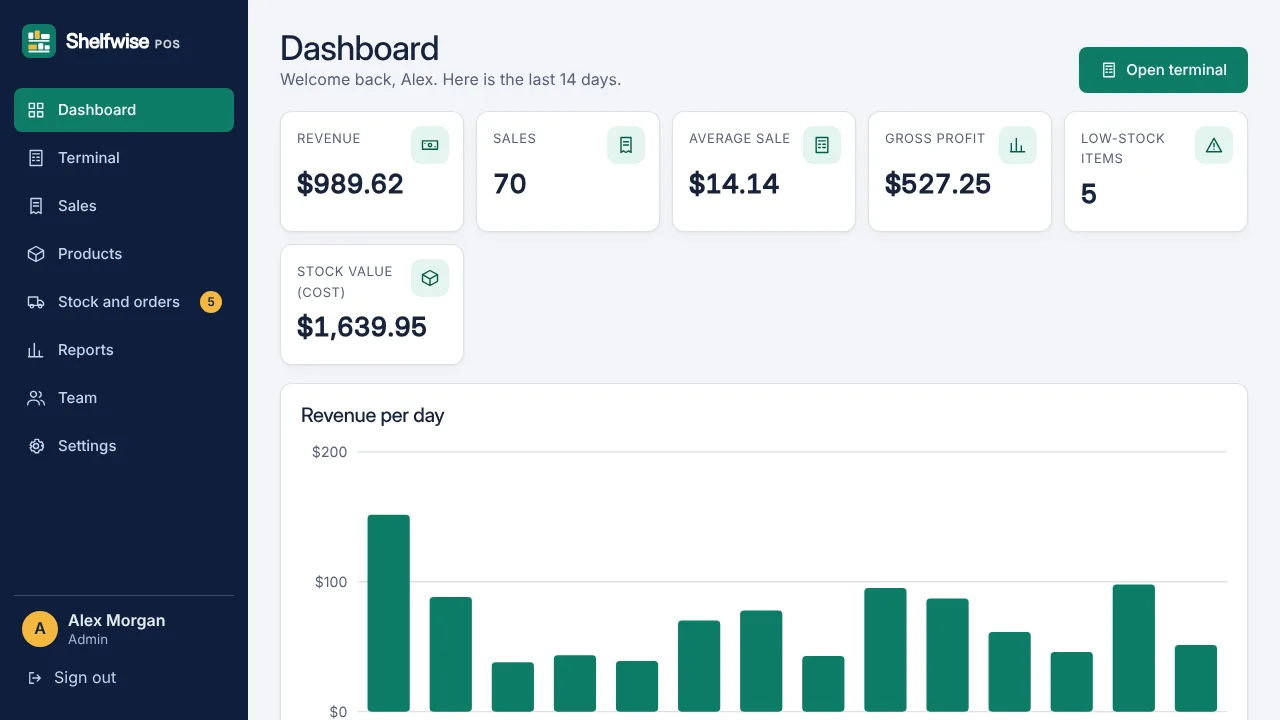 Shelfwise POS
Dashboard
Terminal
Sales
Products
Stock and orders 5
Reports
Team
Settings
A
Alex Morgan
Admin
Sign out
Dashboard
Welcome back, Alex. Here is the last 14 days.
Open terminal
REVENUE
$989.62
SALES
70
AVERAGE SALE
$14.14
GROSS PROFIT
$527.25
LOW-STOCK
ITEMS
5
STOCK VALUE
(COST)
$1,639.95
Revenue per day
$200
$100
$0